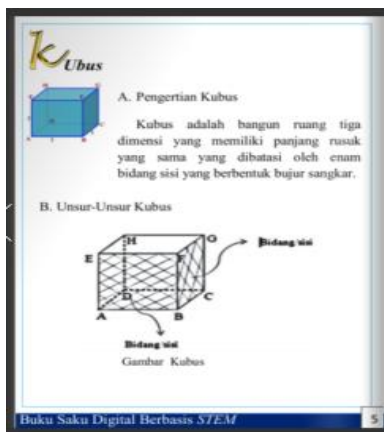 Kubus
A. Pengertian Kubus
Kubus adalah bangun ruang tiga
dimensi yang memiliki panjang rusuk
yang sama yang dibatasi oleh enam
bidang sisi yang berbentuk bujur sangkar.
B. Unsur-Unsur Kubus
H
G
E
F
Bidang sisi
D
C
A
B
Bidang sisi
Gambar Kubus
Buku Saku Digital Berbasis STEM
5